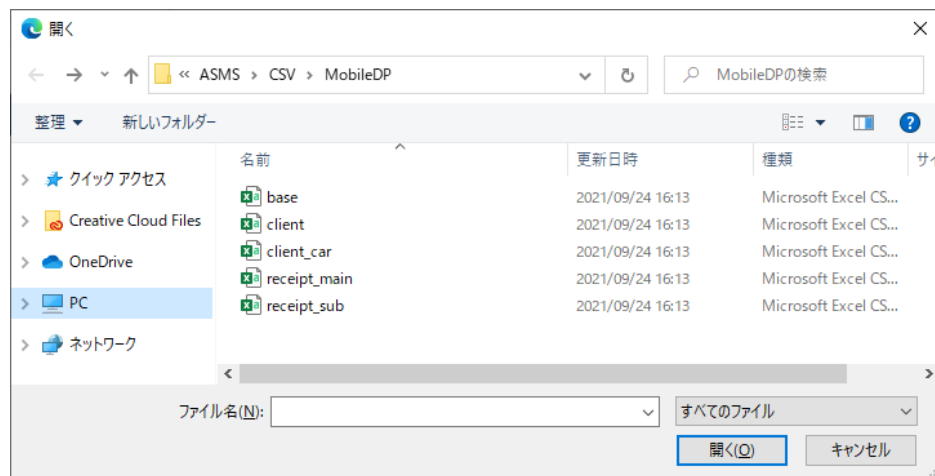 開く
« ASMS › CSV › MobileDP
MobileDPの検索
整理 新しいフォルダー
名前 更新日時 種類 サイ
クイック アクセス
Creative Cloud Files
OneDrive
PC
ネットワーク
base 2021/09/24 16:13 Microsoft Excel CS...
client 2021/09/24 16:13 Microsoft Excel CS...
client_car 2021/09/24 16:13 Microsoft Excel CS...
receipt_main 2021/09/24 16:13 Microsoft Excel CS...
receipt_sub 2021/09/24 16:13 Microsoft Excel CS...
ファイル名(N): すべてのファイル
開く(O) キャンセル